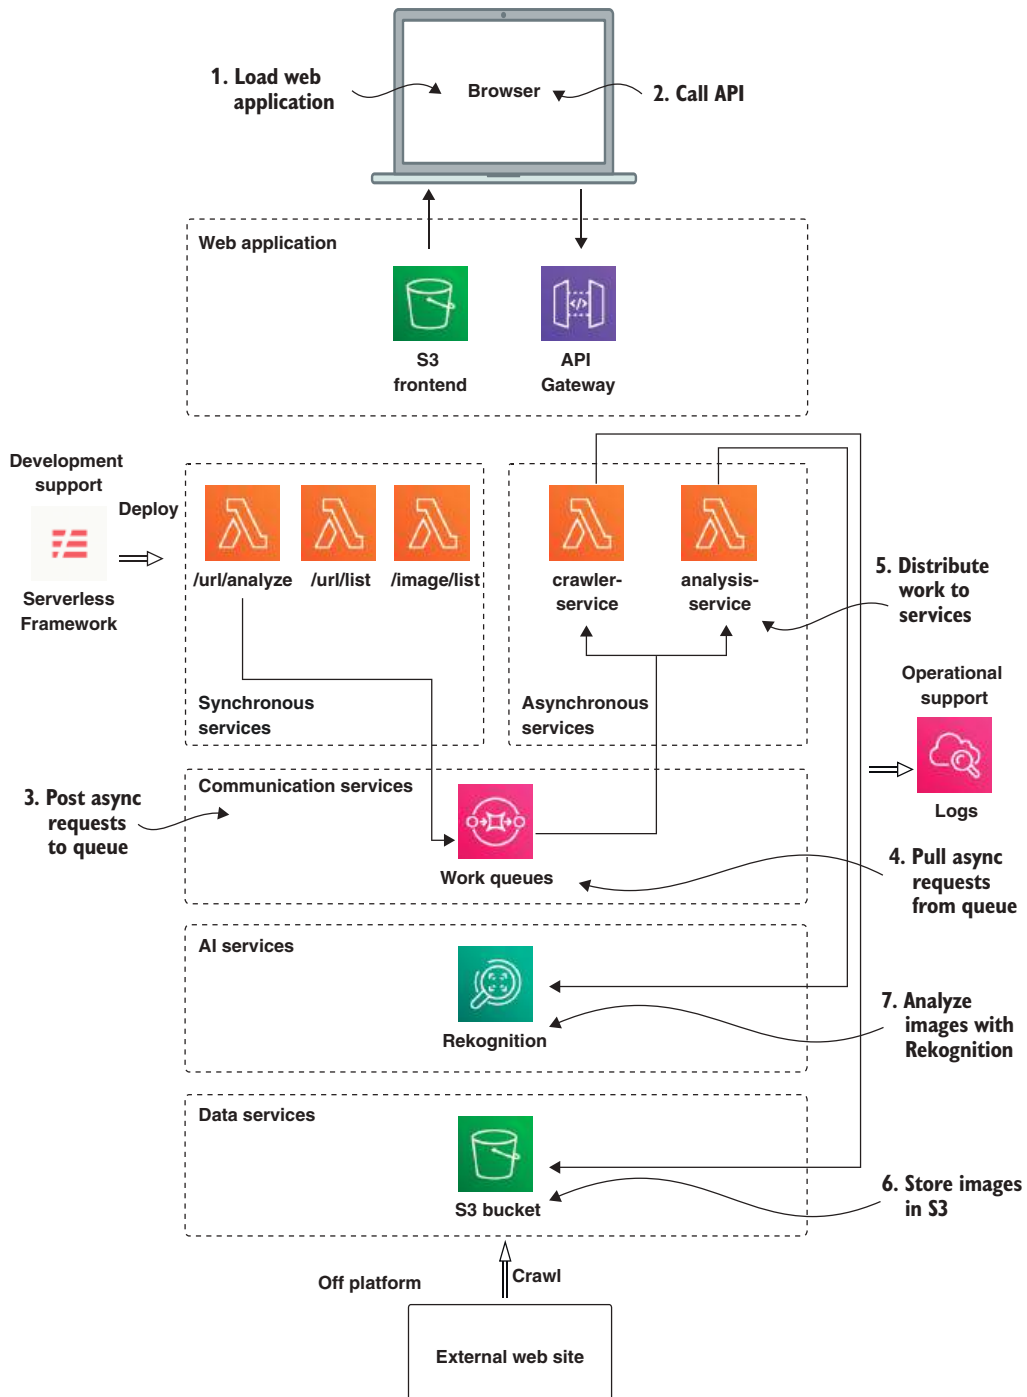 1. Load web
application
Browser
2. Call API
Web application
S3
frontend
API
Gateway
Development
support
Deploy
Serverless
Framework
/url/analyze
/url/list
/image/list
crawler-
service
analysis-
service
5. Distribute
work to
services
Synchronous
services
Asynchronous
services
Operational
support
Logs
3. Post async
requests
to queue
Communication services
Work queues
4. Pull async
requests
from queue
AI services
Rekognition
7. Analyze
images with
Rekognition
Data services
S3 bucket
6. Store images
in S3
Off platform
Crawl
External web site